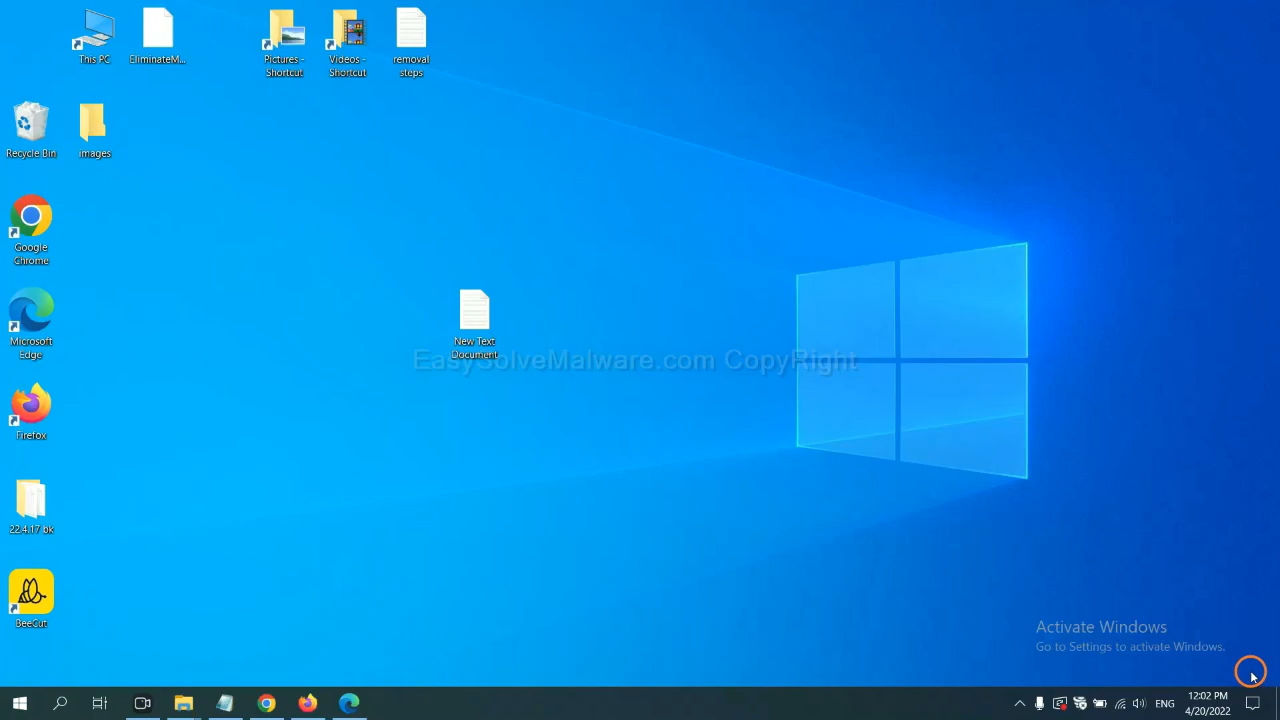 This PC
EliminateM...
Pictures -
Shortcut
Videos -
Shortcut
removal
steps
Recycle Bin
images
Google
Chrome
Microsoft
Edge
New Text
Document
EasySolveMalware.com CopyRight
Firefox
22.4.17 bk
BeeCut
Activate Windows
Go to Settings to activate Windows.
ENG
12:02 PM
4/20/2022